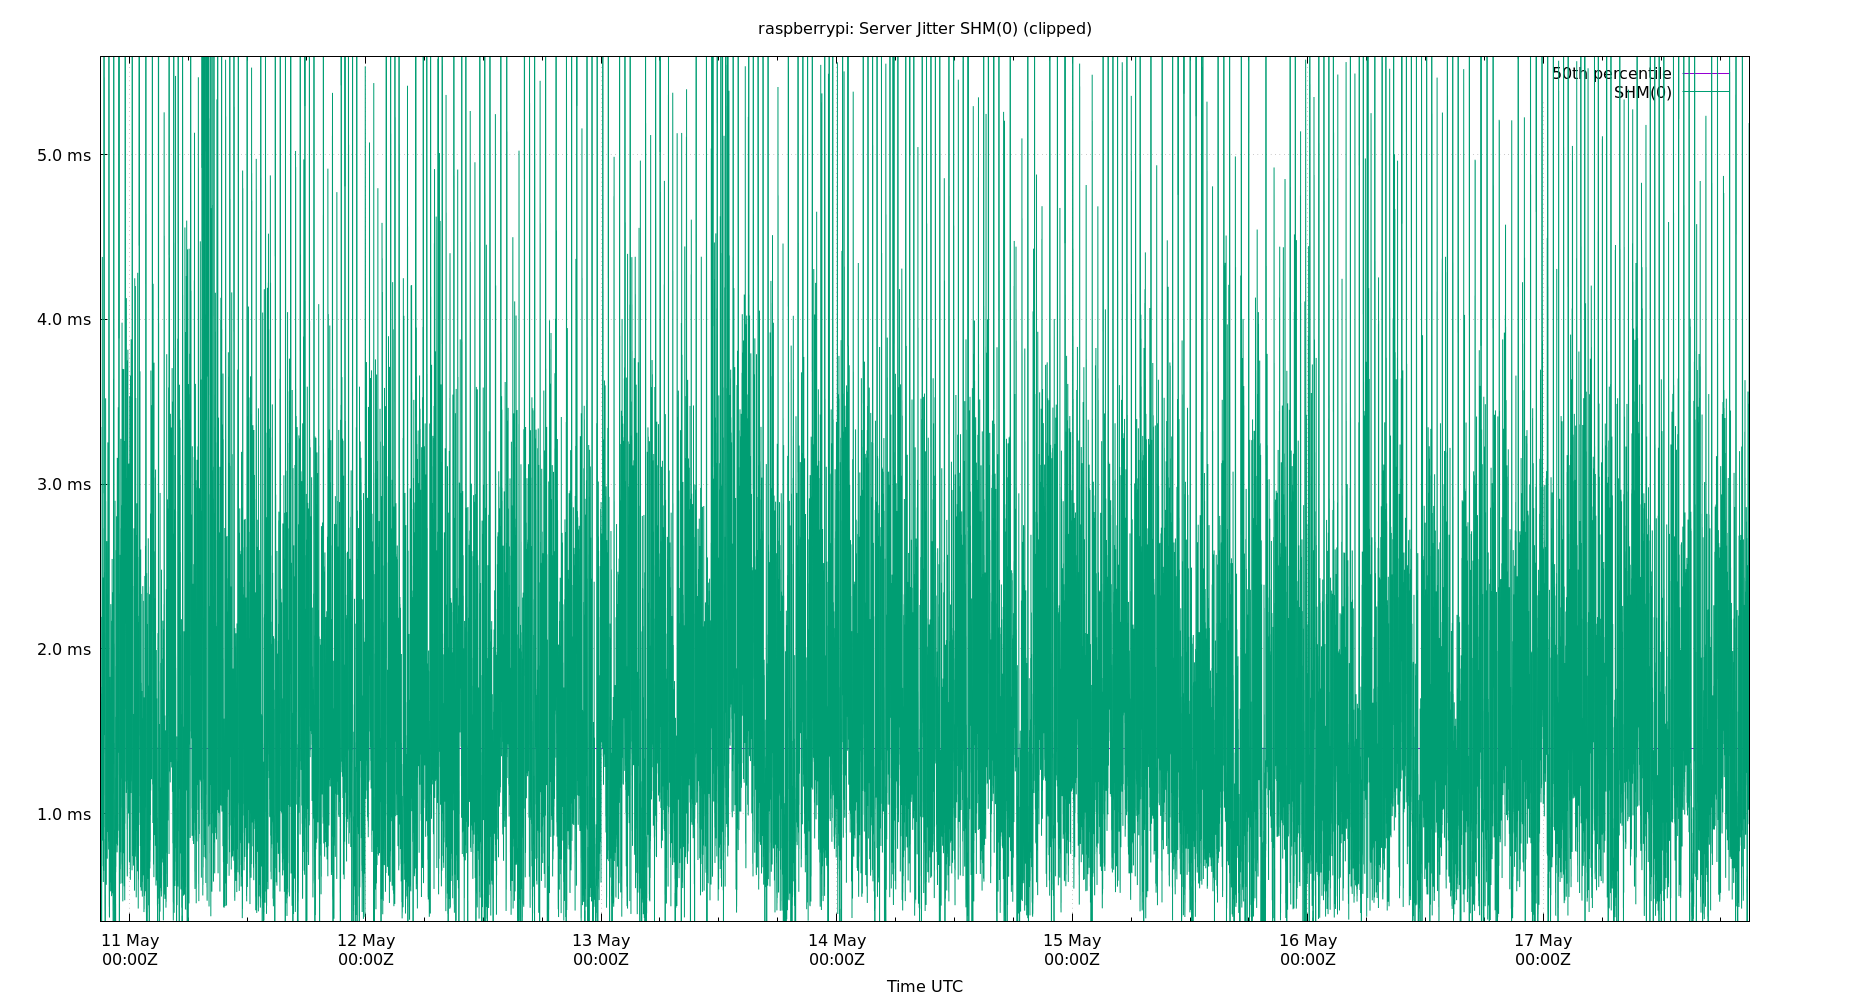 raspberrypi: Server Jitter SHM(0) (clipped)
50th percentile
SHM(0)
5.0 ms
4.0 ms
3.0 ms
2.0 ms
1.0 ms
11 May 12 May 13 May 14 May 15 May 16 May 17 May
00:00Z 00:00Z 00:00Z 00:00Z 00:00Z 00:00Z 00:00Z
Time UTC